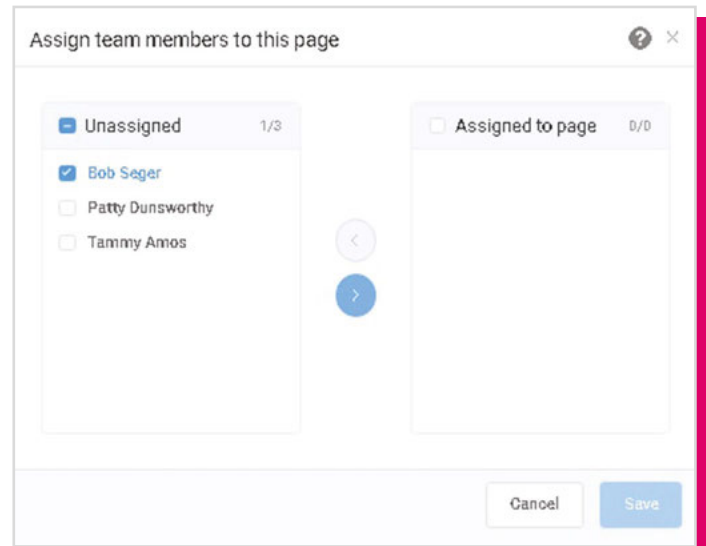 Assign team members to this page
Unassigned 1/3
Bob Seger
Patty Dunsworthy
Tammy Amos
Assigned to page 0/0
Cancel
Save